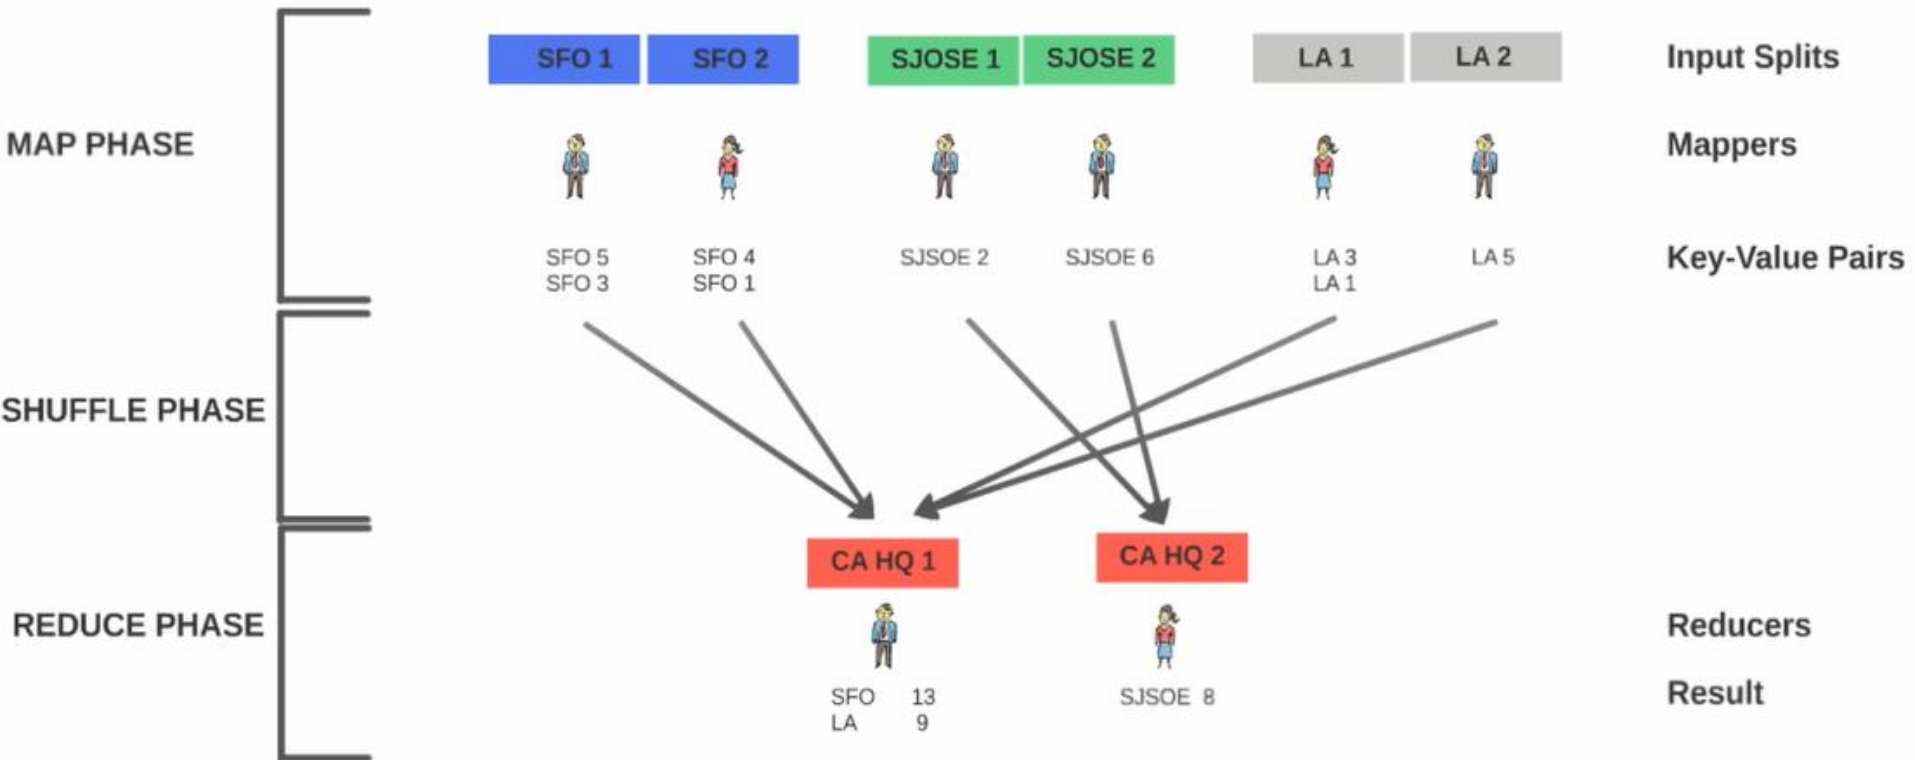 SFO 1 SFO 2 SJOSE 1 SJOSE 2 LA 1 LA 2 Input Splits
MAP PHASE Mappers
SFO 5 SFO 4 SJSOE 2 SJSOE 6 LA 3 LA 5 Key-Value Pairs
SFO 3 SFO 1 LA 1
SHUFFLE PHASE
CA HQ 1 CA HQ 2
REDUCE PHASE Reducers
SFO 13 SJSOE 8 Result
LA 9